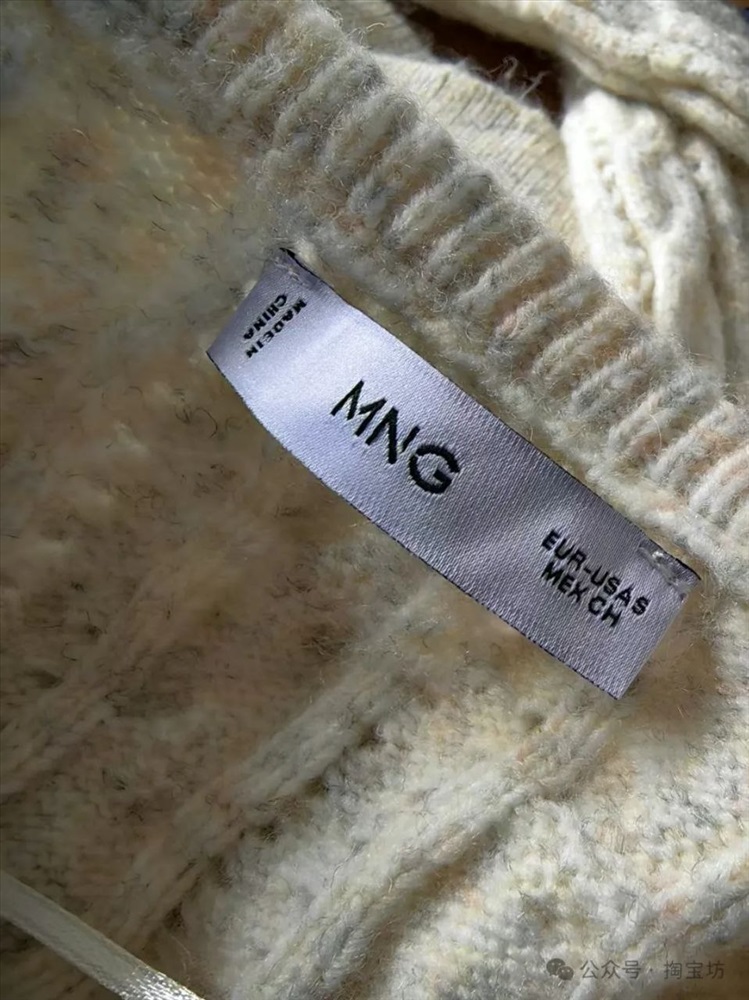 MADE IN
CHINA
MNG
EUR-USA S
MEX CH
公众号·掏宝坊